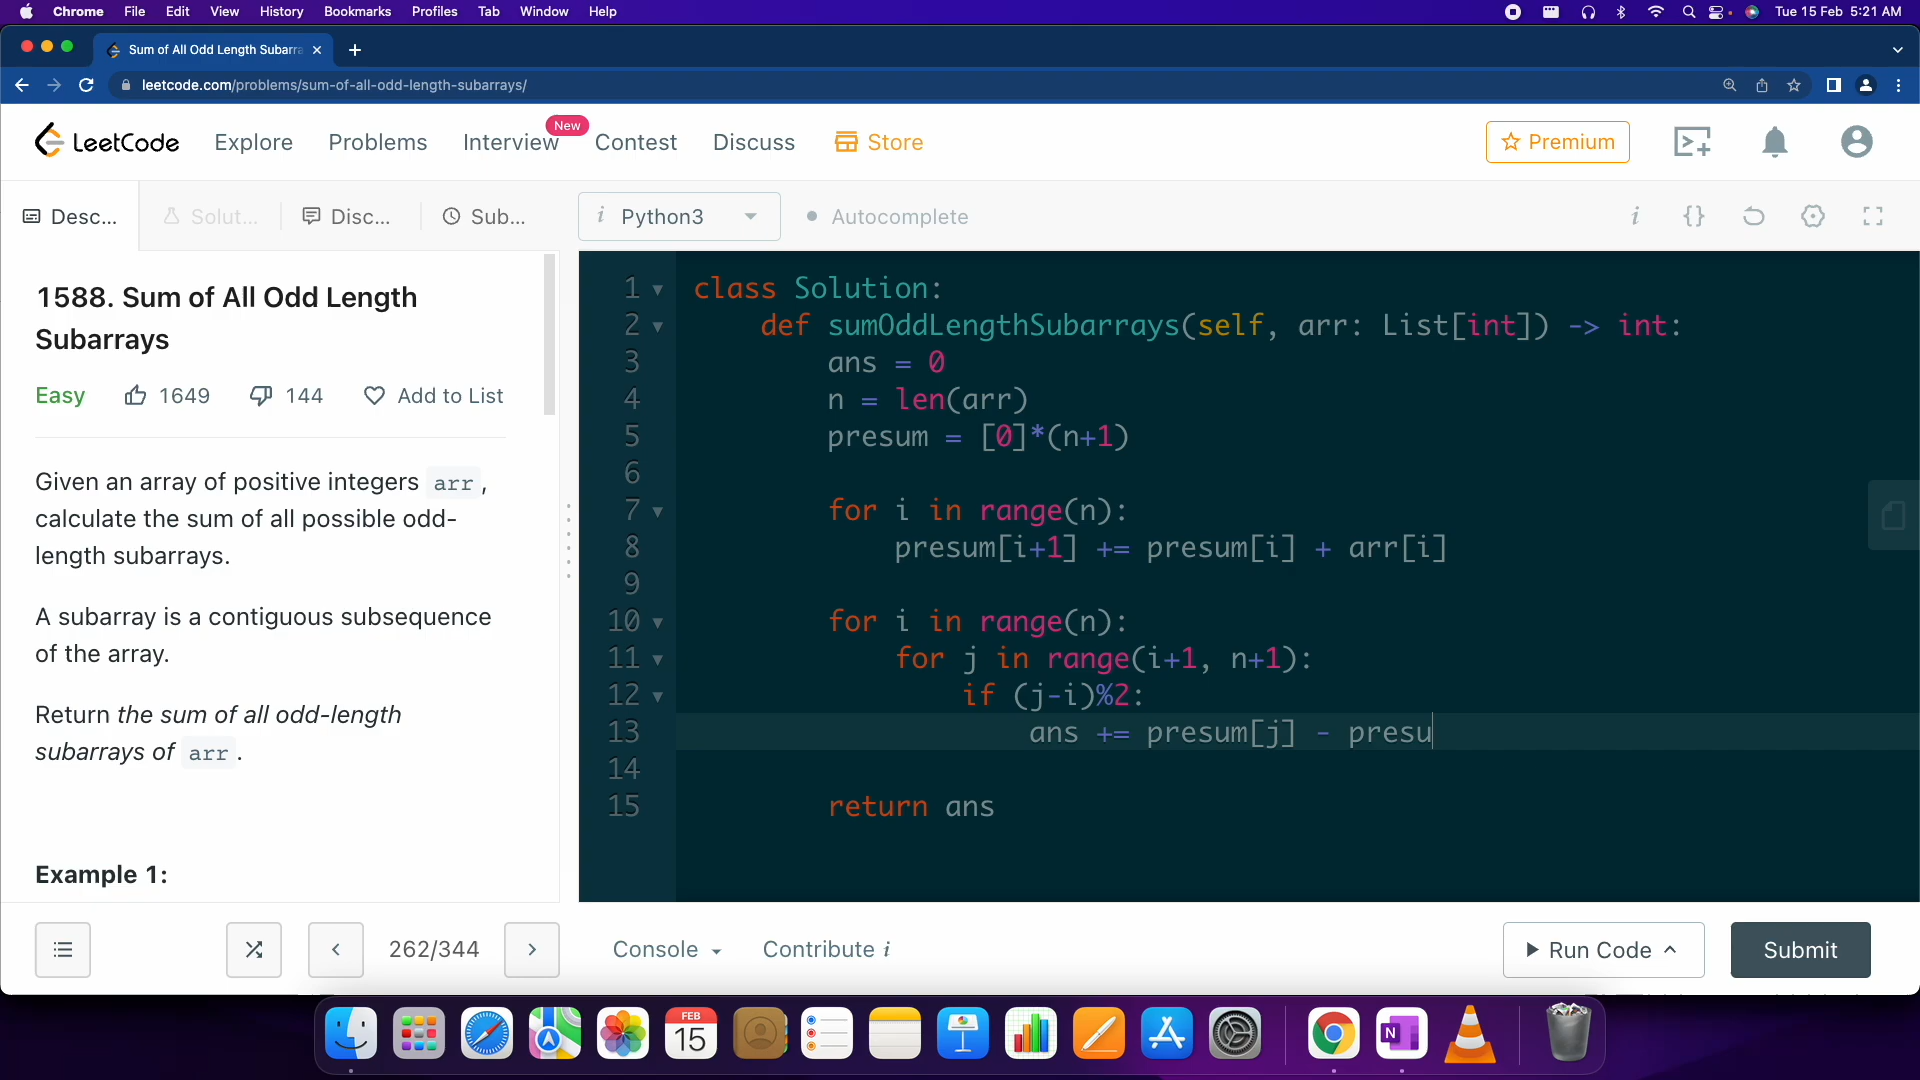 Chrome File Edit View History Bookmarks Profiles Tab Window Help Tue 15 Feb 5:21 AM
Sum of All Odd Length Subarra
leetcode.com/problems/sum-of-all-odd-length-subarrays/
LeetCode Explore Problems Interview New Contest Discuss Store Premium
Desc... Solut... Disc... Sub... i Python3 Autocomplete i {}
1588. Sum of All Odd Length
Subarrays
Easy 1649 144 Add to List
Given an array of positive integers arr ,
calculate the sum of all possible odd-
length subarrays.
A subarray is a contiguous subsequence
of the array.
Return the sum of all odd-length
subarrays of arr .
Example 1:
1 class Solution:
2 def sumOddLengthSubarrays(self, arr: List[int]) -> int:
3 ans = 0
4 n = len(arr)
5 presum = [0]*(n+1)
6
7 for i in range(n):
8 presum[i+1] += presum[i] + arr[i]
9
10 for i in range(n):
11 for j in range(i+1, n+1):
12 if (j-i)%2:
13 ans += presum[j] - presu
14
15 return ans
262/344 Console Contribute i Run Code Submit
FEB
15
N